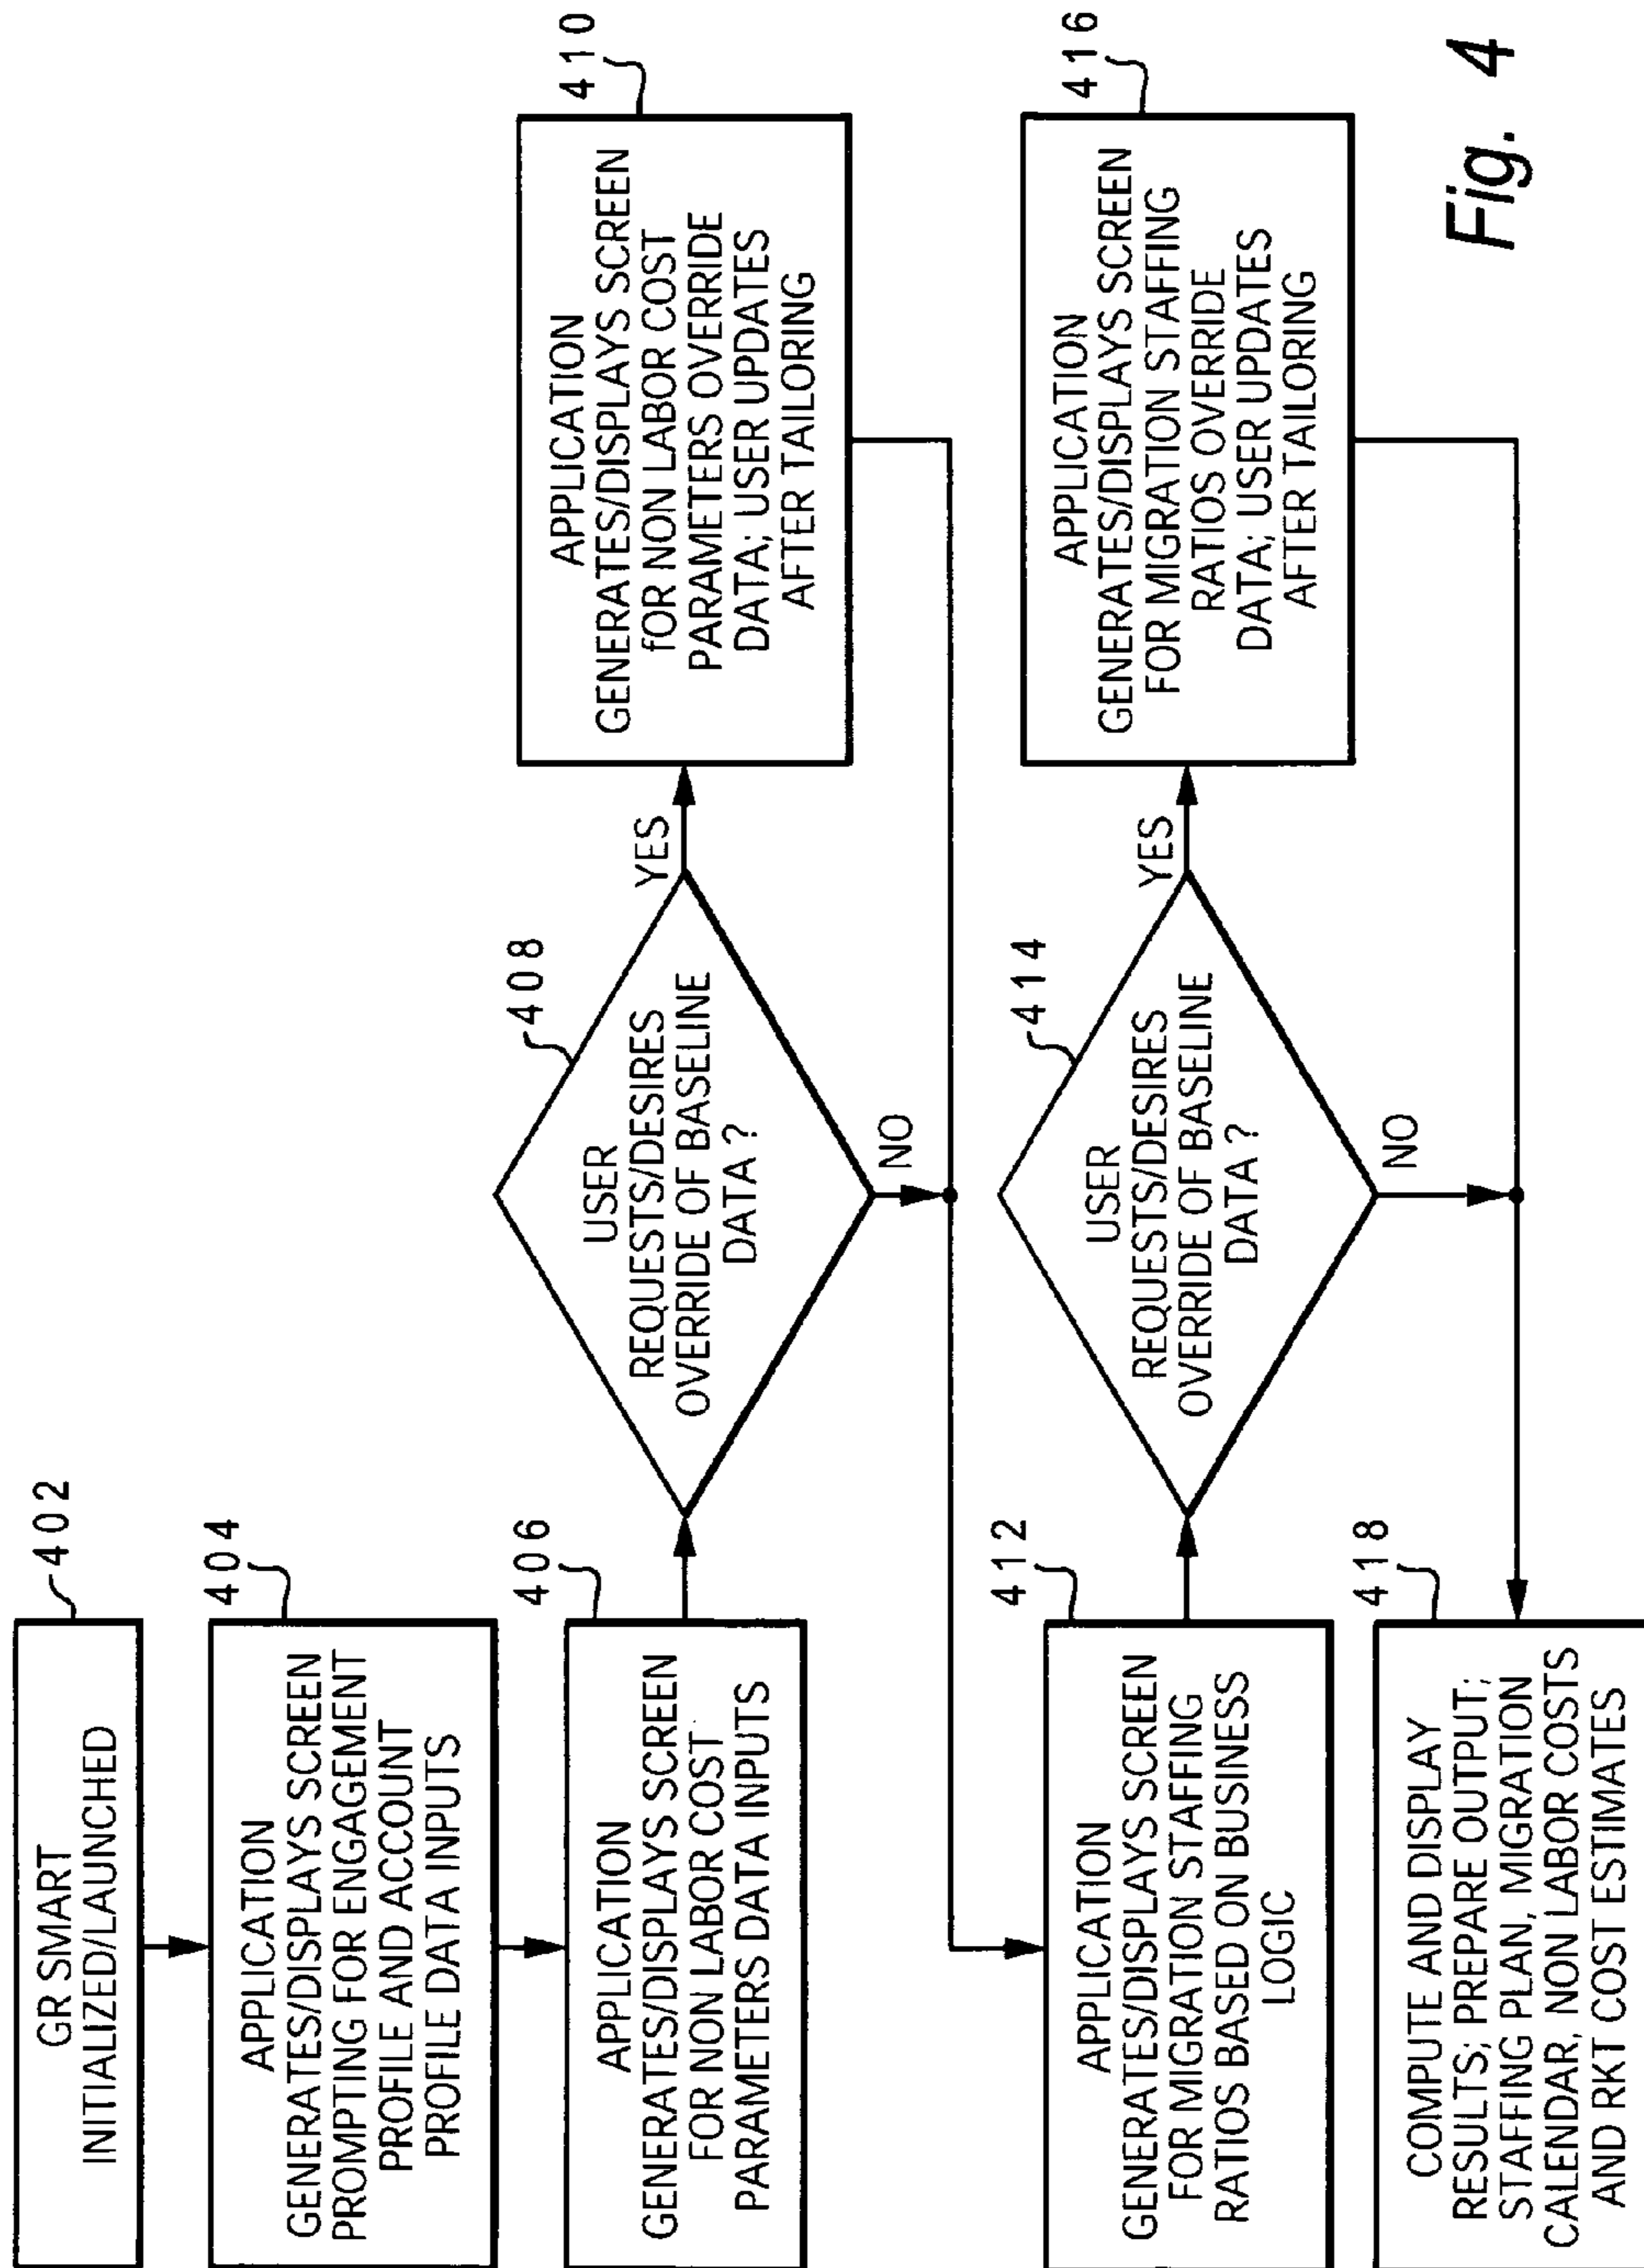 GR SMART
INITIALIZED/LAUNCHED
402
APPLICATION
GENERATES/DISPLAYS SCREEN
PROMPTING FOR ENGAGEMENT
PROFILE AND ACCOUNT
PROFILE DATA INPUTS
404
APPLICATION
GENERATES/DISPLAYS SCREEN
FOR NON LABOR COST
PARAMETERS DATA INPUTS
406
USER
REQUESTS/DESIRES
OVERRIDE OF BASELINE
DATA ?
408
YES
NO
APPLICATION
GENERATES/DISPLAYS SCREEN
fOR NON LABOR COST
PARAMETERS OVERRIDE
DATA; USER UPDATES
AFTER TAILORING
410
APPLICATION
GENERATES/DISPLAYS SCREEN
FOR MIGRATION STAFFING
RATIOS BASED ON BUSINESS
LOGIC
412
USER
REQUESTS/DESIRES
OVERRIDE OF BASELINE
DATA ?
414
YES
NO
APPLICATION
GENERATES/DISPLAYS SCREEN
FOR MIGRATION STAFFING
RATIOS OVERRIDE
DATA; USER UPDATES
AFTER TAILORING
416
COMPUTE AND DISPLAY
RESULTS; PREPARE OUTPUT;
STAFFING PLAN, MIGRATION
CALENDAR, NON LABOR COSTS
AND RKT COST ESTIMATES
418
Fig. 4